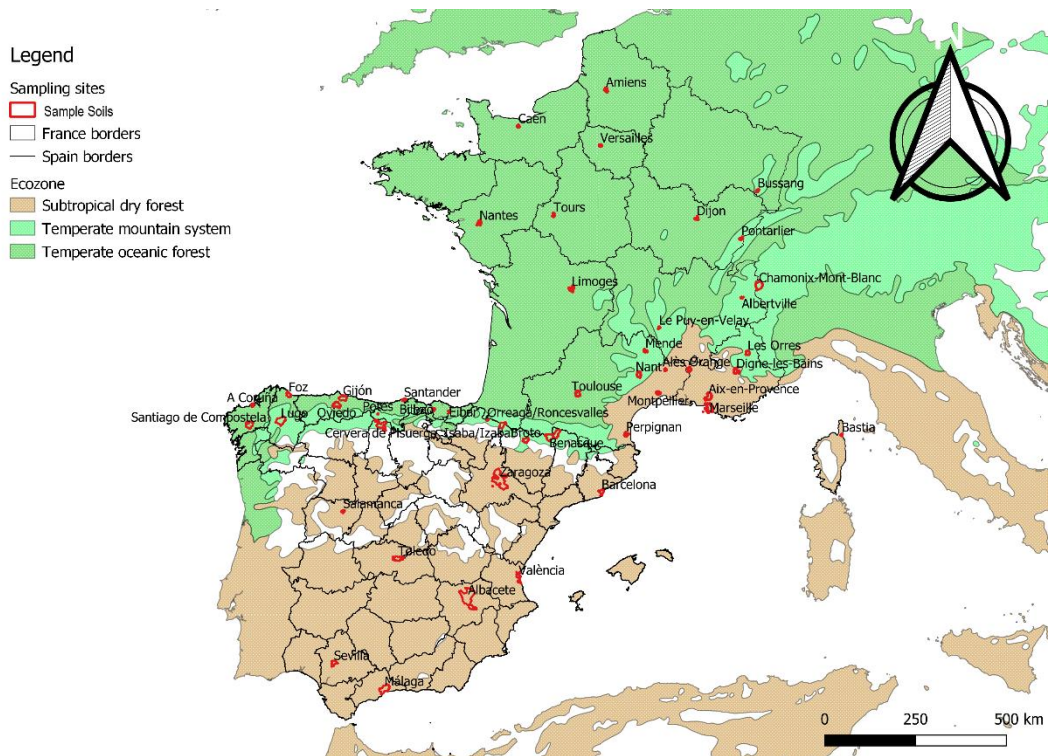 N
Legend
Sampling sites
Sample Soils
France borders
Spain borders
Ecozone
Subtropical dry forest
Temperate mountain system
Temperate oceanic forest
Amiens
Caen
Versailles
Bussang
Nantes
Tours
Dijon
Pontarlier
Limoges
Chamonix-Mont-Blanc
Albertville
Le Puy-en-Velay
Mende
Les Orres
Nant
Alès
Orange
Digne-les-Bains
Toulouse
Montpellier
Aix-en-Provence
Marseille
Perpignan
Bastia
A Coruña
Foz
Gijón
Santander
Santiago de Compostela
Lugo
Oviedo
Potes
Bilbao
Eibar
Orreaga/Roncesvalles
Cervera de Pisuerga
Isaba/Izaba
Broto
Benasque
Zaragoza
Barcelona
Salamanca
Toledo
València
Albacete
Sevilla
Málaga
0 250 500 km